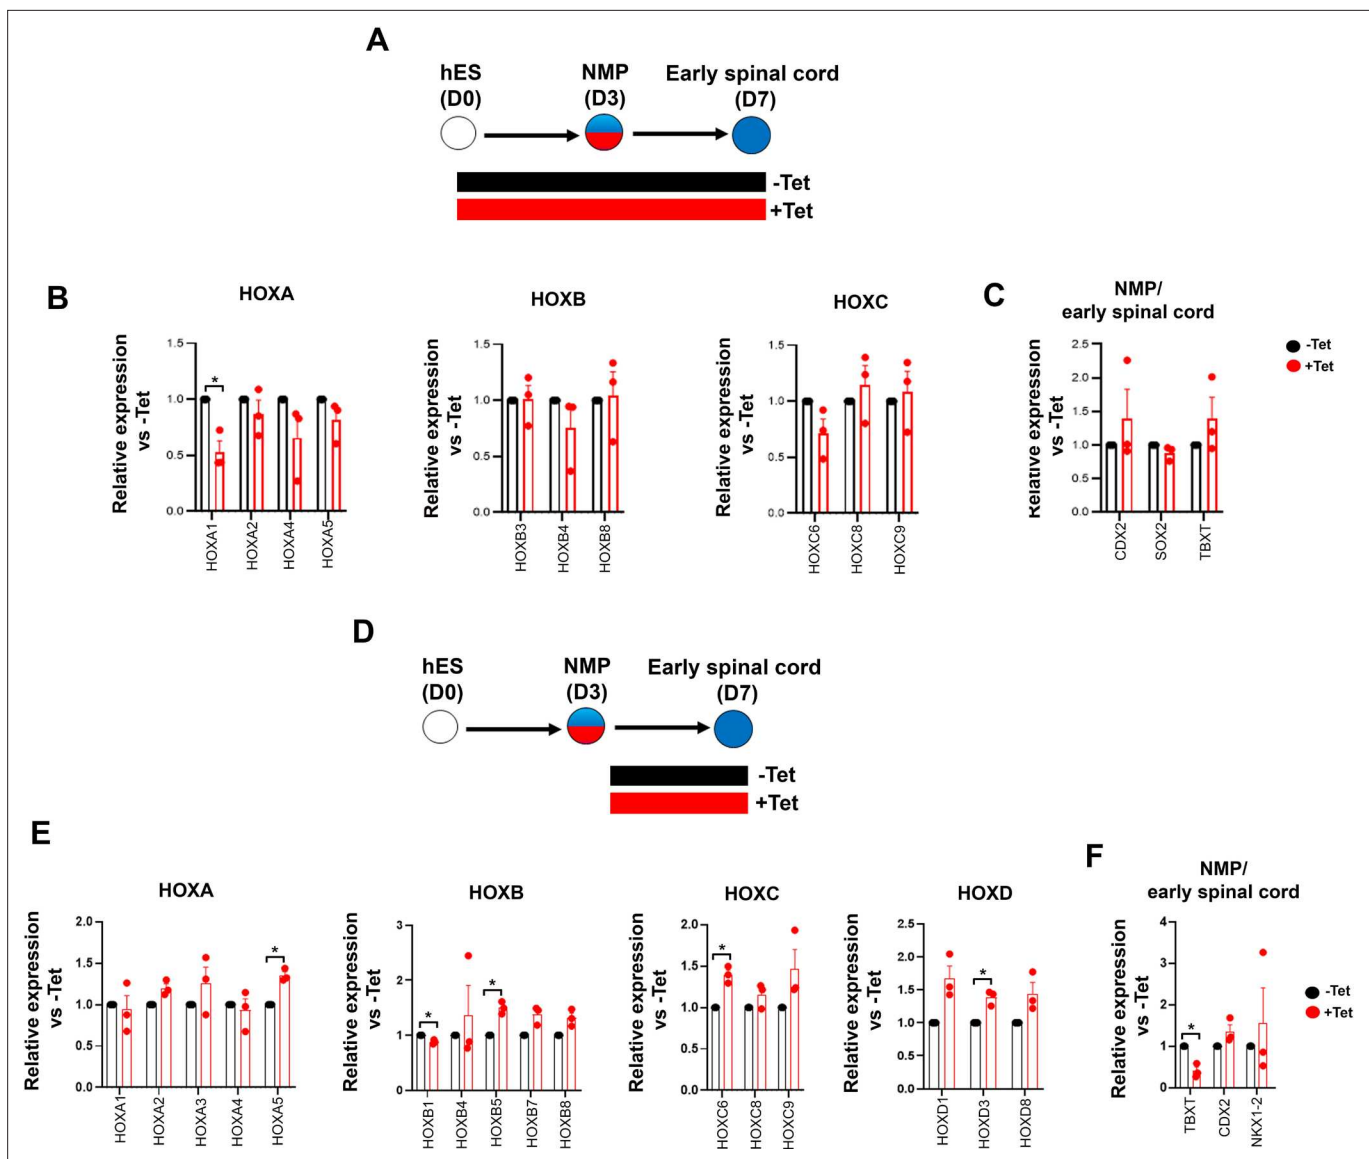 A
hES
(D0)
NMP
(D3)
Early spinal cord
(D7)
-Tet
+Tet
B
HOXA
Relative expression
vs -Tet
1.5
1.0
0.5
0.0
*
HOXA1
HOXA2
HOXA4
HOXA5
HOXB
Relative expression
vs -Tet
1.5
1.0
0.5
0.0
HOXB3
HOXB4
HOXB8
HOXC
Relative expression
vs -Tet
1.5
1.0
0.5
0.0
HOXC6
HOXC8
HOXC9
C
NMP/
early spinal cord
Relative expression
vs -Tet
2.5
2.0
1.5
1.0
0.5
0.0
CDX2
SOX2
TBXT
-Tet
+Tet
D
hES
(D0)
NMP
(D3)
Early spinal cord
(D7)
-Tet
+Tet
E
HOXA
Relative expression
vs -Tet
2.0
1.5
1.0
0.5
0.0
*
HOXA1
HOXA2
HOXA3
HOXA4
HOXA5
HOXB
Relative expression
vs -Tet
3
2
1
0
*
*
HOXB1
HOXB4
HOXB5
HOXB7
HOXB8
HOXC
Relative expression
vs -Tet
2.0
1.5
1.0
0.5
0.0
*
HOXC6
HOXC8
HOXC9
HOXD
Relative expression
vs -Tet
2.5
2.0
1.5
1.0
0.5
0.0
*
HOXD1
HOXD3
HOXD8
F
NMP/
early spinal cord
Relative expression
vs -Tet
4
3
2
1
0
*
TBXT
CDX2
NKX1-2
-Tet
+Tet